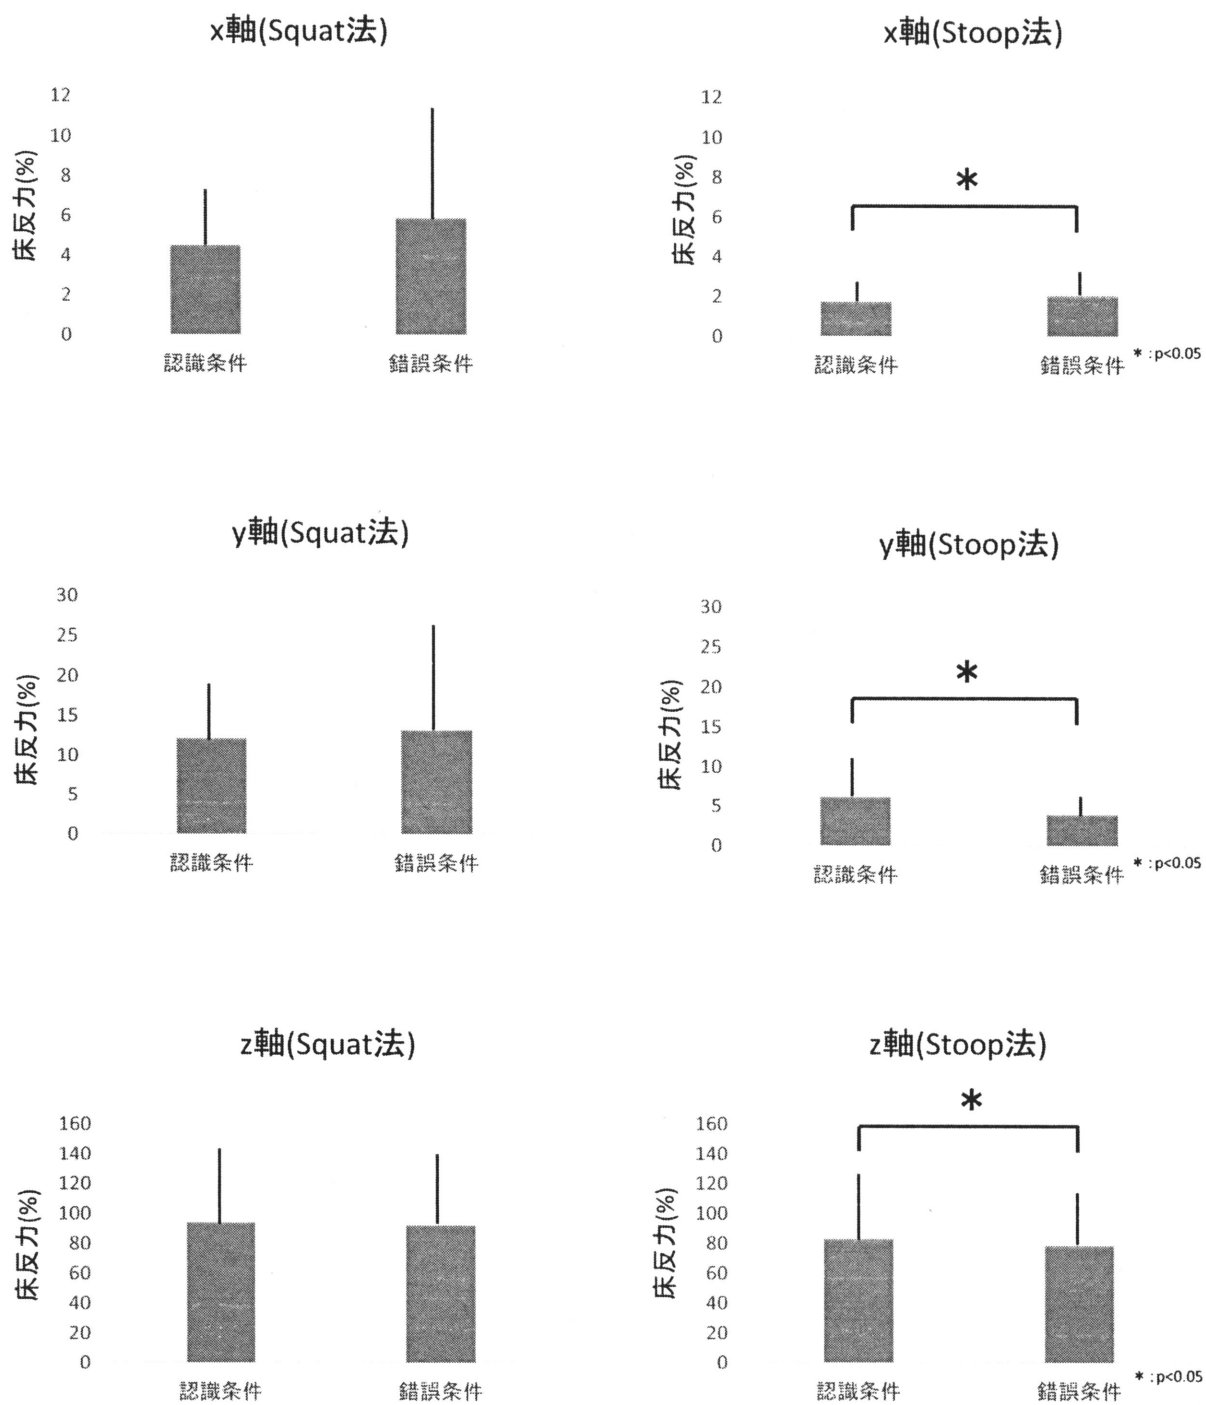 x軸(Squat法)
12
10
8
6
4
2
0
床反力(%)
認識条件
錯誤条件
x軸(Stoop法)
12
10
8
6
4
2
0
床反力(%)
*
認識条件
錯誤条件
* : p<0.05
y軸(Squat法)
30
25
20
15
10
5
0
床反力(%)
認識条件
錯誤条件
y軸(Stoop法)
30
25
20
15
10
5
0
床反力(%)
*
認識条件
錯誤条件
* : p<0.05
z軸(Squat法)
160
140
120
100
80
60
40
20
0
床反力(%)
認識条件
錯誤条件
z軸(Stoop法)
160
140
120
100
80
60
40
20
0
床反力(%)
*
認識条件
錯誤条件
* : p<0.05